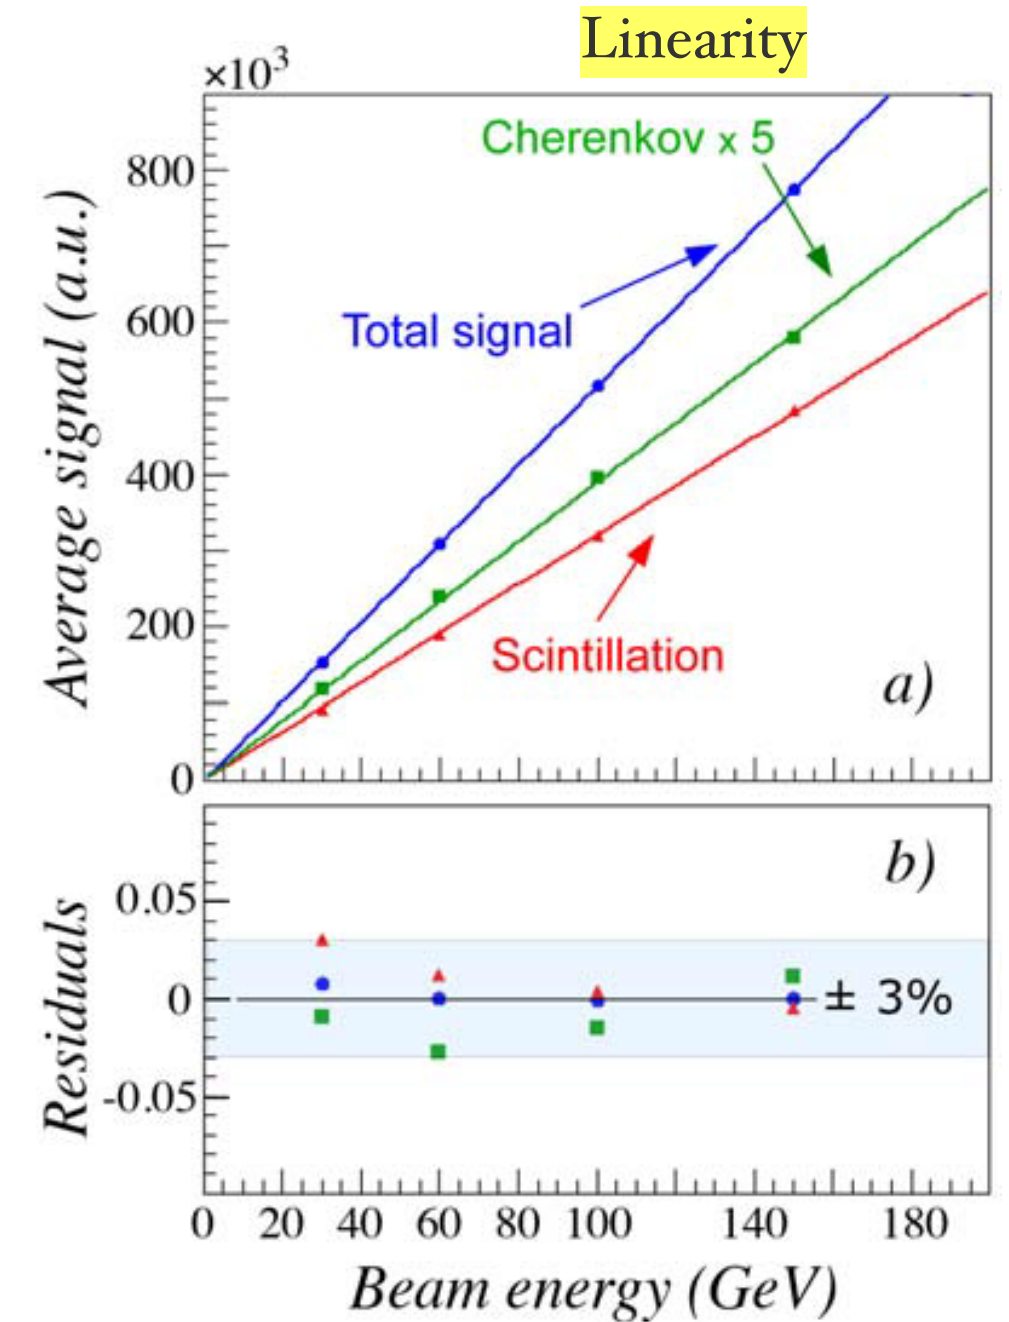 Linearity
×10³
Cherenkov x 5
800
Total signal
600
400
Scintillation
200
a)
0
Average signal (a.u.)
b)
0.05
0
± 3%
-0.05
Residuals
0 20 40 60 80 100 140 180
Beam energy (GeV)